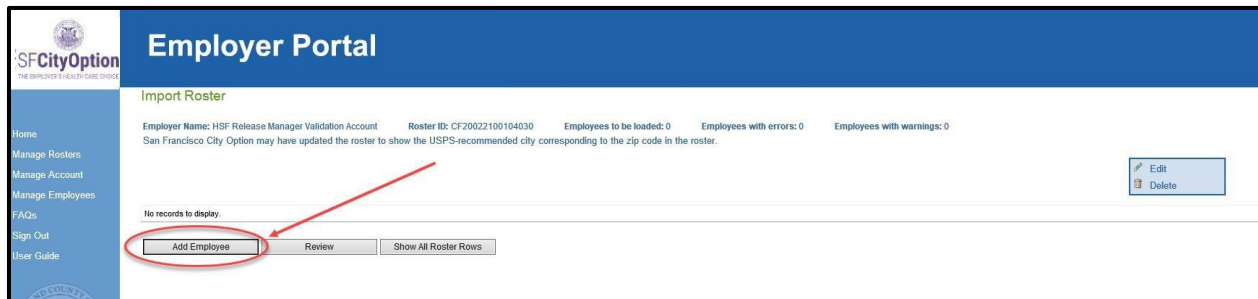 SFCityOption
THE EMPLOYER'S HEALTH CARE CHOICE
Employer Portal
Import Roster
Employer Name: HSF Release Manager Validation Account Roster ID: CF20022100104030 Employees to be loaded: 0 Employees with errors: 0 Employees with warnings: 0
San Francisco City Option may have updated the roster to show the USPS-recommended city corresponding to the zip code in the roster.
Home
Manage Rosters
Manage Account
Manage Employees
FAQs
Sign Out
User Guide
Edit
Delete
No records to display.
Add Employee Review Show All Roster Rows
AND COUNTY